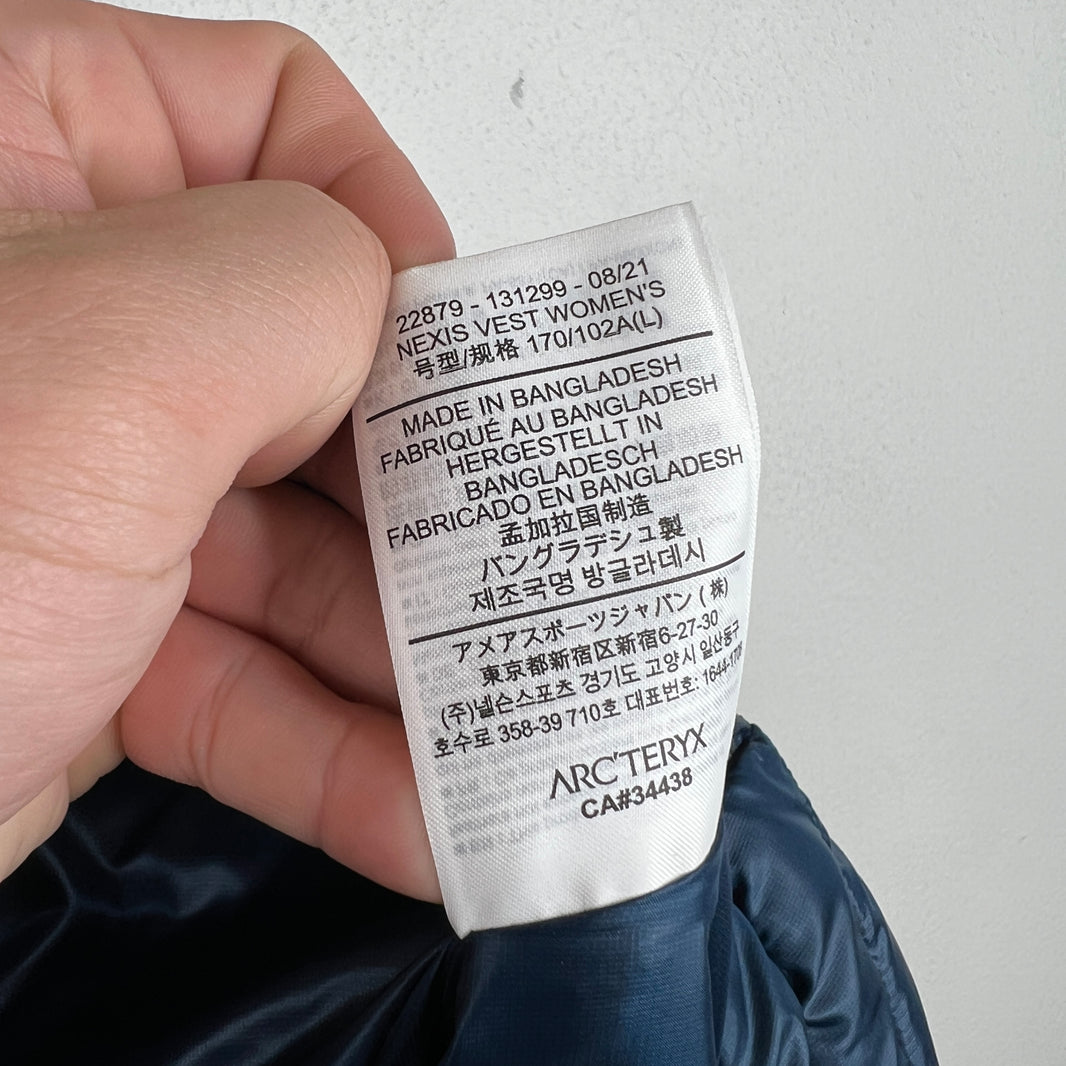 22879 - 131299 - 08/21
NEXIS VEST WOMEN'S
号型/规格 170/102A(L)
MADE IN BANGLADESH
FABRIQUÉ AU BANGLADESH
HERGESTELLT IN
BANGLADESCH
FABRICADO EN BANGLADESH
孟加拉国制造
バングラデシュ製
제조국명 방글라데시
アメアスポーツジャパン (株)
東京都新宿区新宿6-27-30
(주)넬슨스포츠 경기도 고양시 일산동구
호수로 358-39 710호 대표번호:
ARC'TERYX
CA#34438